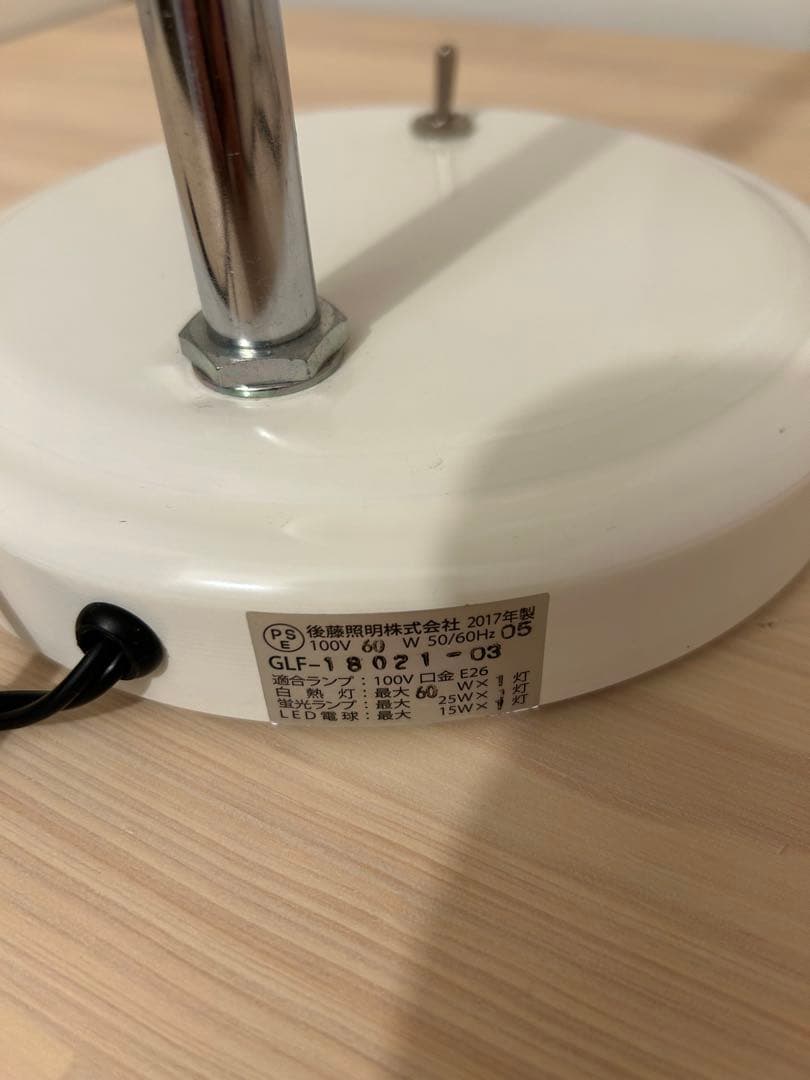 PS
E 後藤照明株式会社 2017年製
100V 60 W 50/60Hz 05
GLF-18021-03
適合ランプ：100V 口金 E26
白熱灯：最大 60 W×1灯
蛍光ランプ：最大 25W×1灯
LED電球：最大 15W×1灯